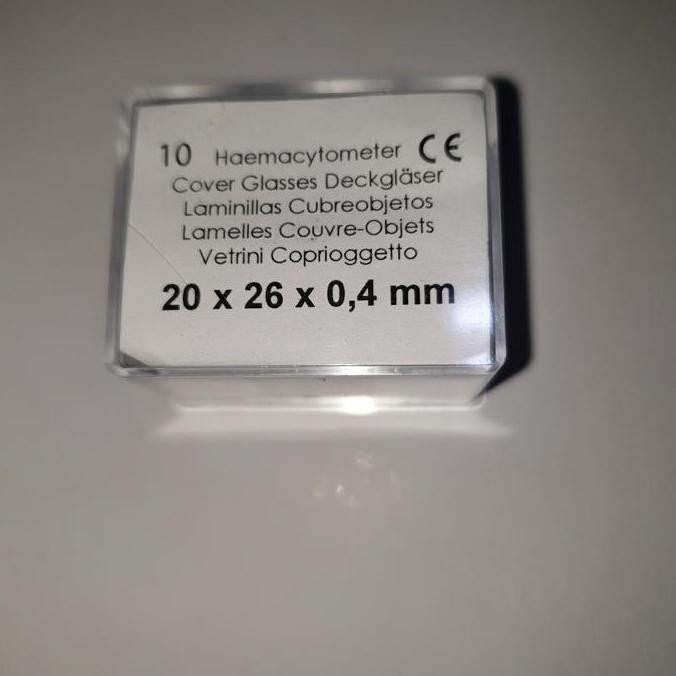 10 Haemacytometer CE
Cover Glasses Deckgläser
Laminillas Cubreobjetos
Lamelles Couvre-Objets
Vetrini Coprioggetto
20 x 26 x 0,4 mm